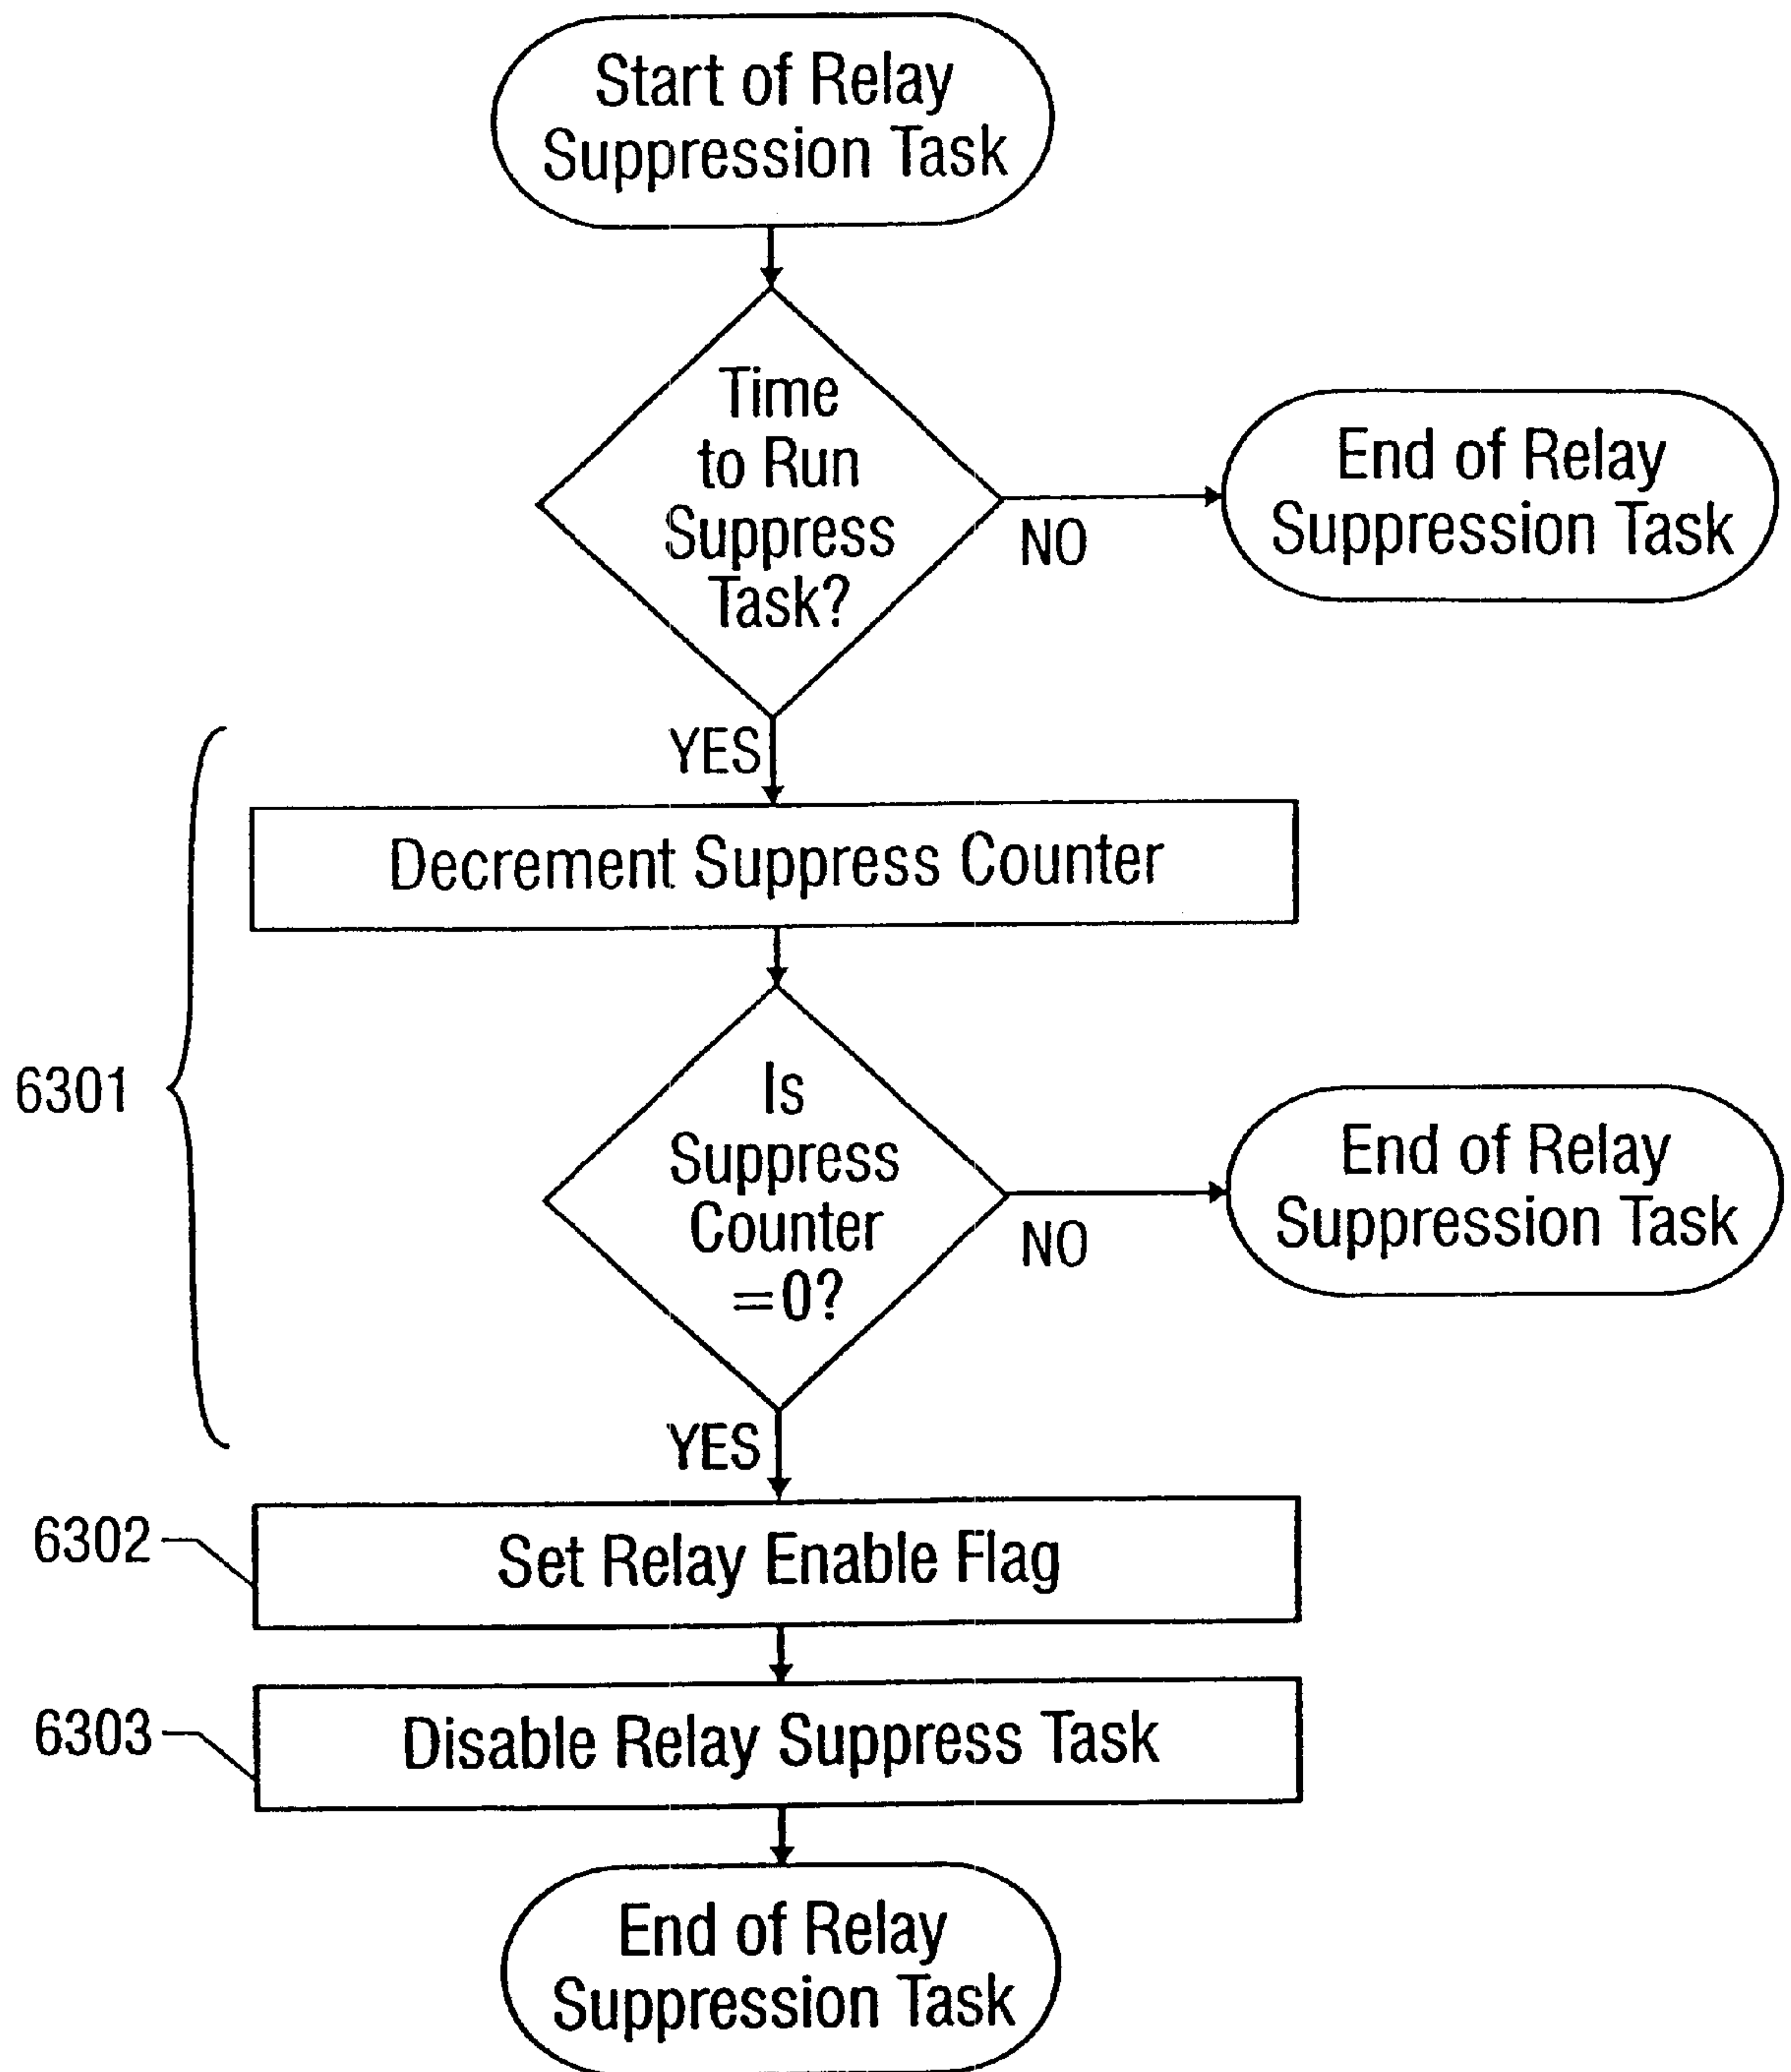 Start of Relay
Suppression Task
Time
to Run
Suppress
Task?
NO
End of Relay
Suppression Task
YES
Decrement Suppress Counter
6301
Is
Suppress
Counter
=0?
NO
End of Relay
Suppression Task
YES
6302
Set Relay Enable Flag
6303
Disable Relay Suppress Task
End of Relay
Suppression Task